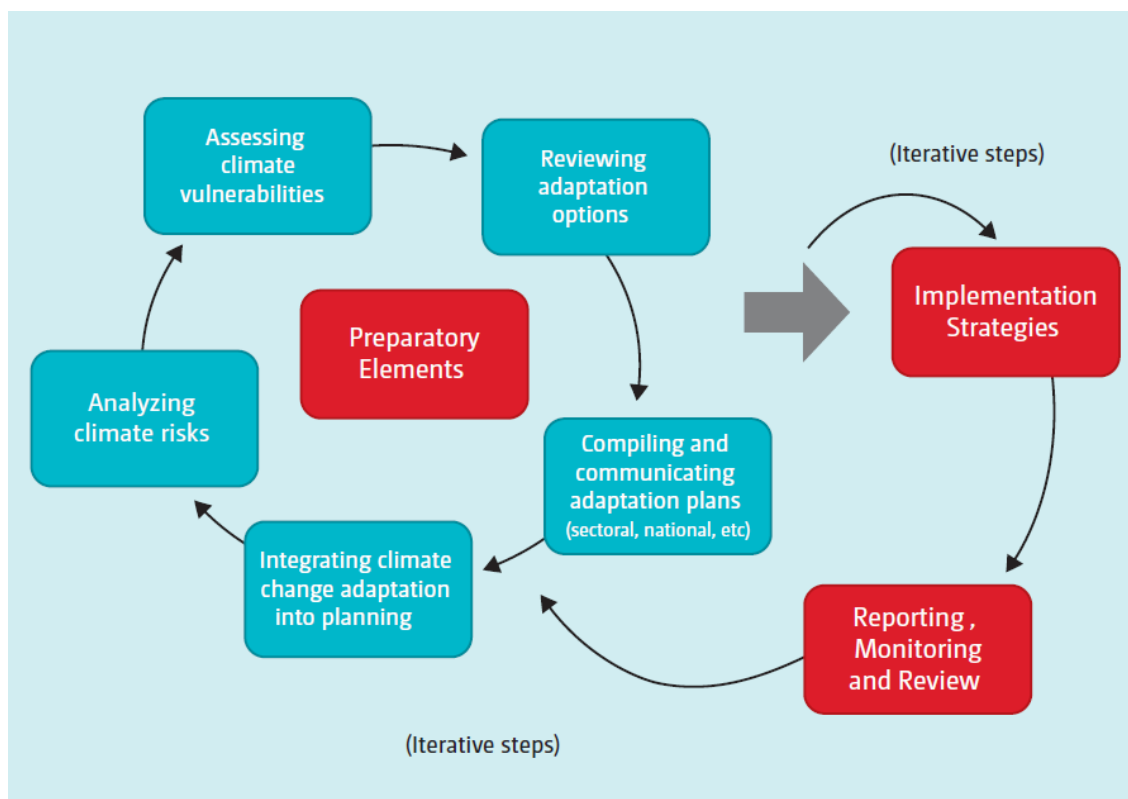 Assessing
climate
vulnerabilities
Reviewing
adaptation
options
(Iterative steps)
Implementation
Strategies
Preparatory
Elements
Analyzing
climate risks
Compiling and
communicating
adaptation plans
(sectoral, national, etc)
Integrating climate
change adaptation
into planning
Reporting ,
Monitoring
and Review
(Iterative steps)